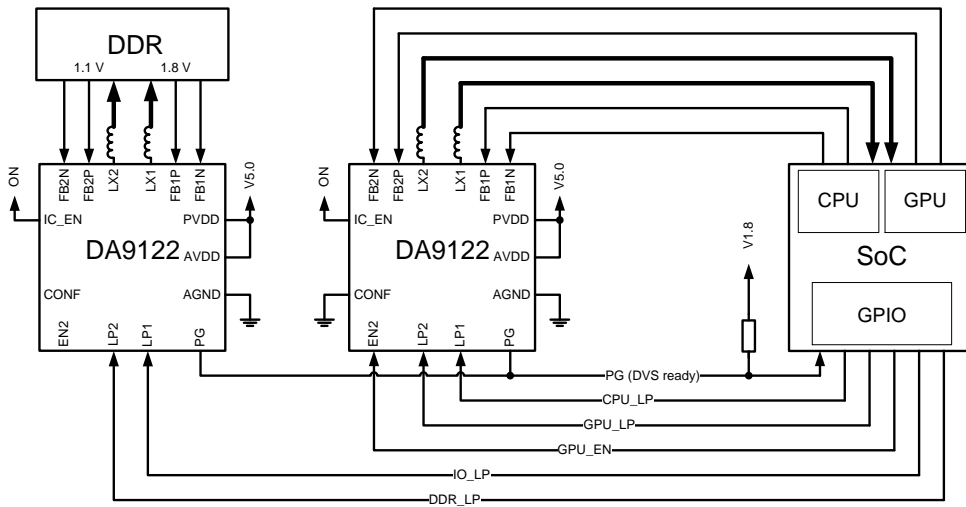 DDR
1.1 V 1.8 V
ON
FB2N FB2P LX2 LX1 FB1P FB1N
V5.0
IC_EN PVDD
DA9122 AVDD
CONF AGND
EN2 LP2 LP1 PG
ON
FB2N FB2P LX2 LX1 FB1P FB1N
V5.0
IC_EN PVDD
DA9122 AVDD
CONF AGND
EN2 LP2 LP1 PG
V1.8
CPU GPU
SoC
GPIO
PG (DVS ready)
CPU_LP
GPU_LP
GPU_EN
IO_LP
DDR_LP